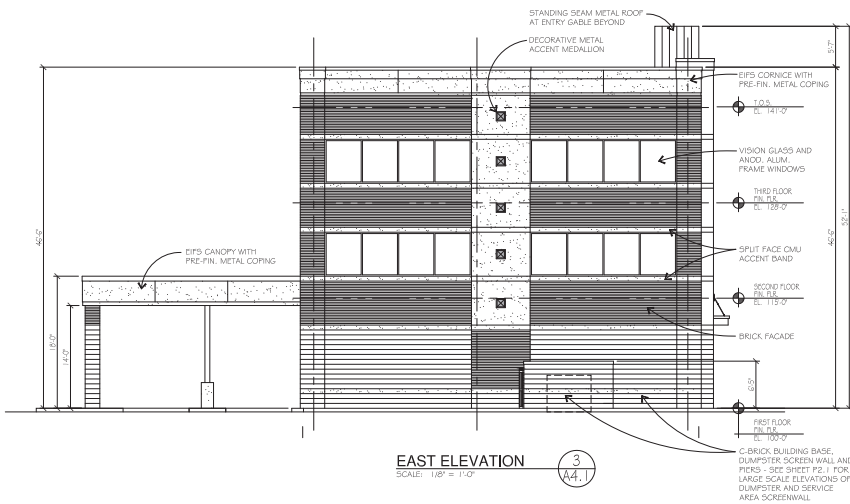 STANDING SEAM METAL ROOF
AT ENTRY GABLE BEYOND
DECORATIVE METAL
ACCENT MEDALLION
5'-7"
EIFS CORNICE WITH
PRE-FIN. METAL COPING
T.O.S.
EL. 141'-0"
VISION GLASS AND
ANOD. ALUM.
FRAME WINDOWS
THIRD FLOOR
FIN. FLR.
EL. 128'-0"
46'-6"
46'-6"
52'-1"
EIFS CANOPY WITH
PRE-FIN. METAL COPING
SPLIT FACE CMU
ACCENT BAND
SECOND FLOOR
FIN. FLR.
EL. 115'-0"
BRICK FACADE
18'-0"
14'-0"
6'-5"
FIRST FLOOR
FIN. FLR.
EL. 100'-0"
C-BRICK BUILDING BASE,
DUMPSTER SCREEN WALL AND
PIERS - SEE SHEET P2.1 FOR
LARGE SCALE ELEVATIONS OF
DUMPSTER AND SERVICE
AREA SCREENWALL
EAST ELEVATION
SCALE: 1/8" = 1'-0"
3
A4.1